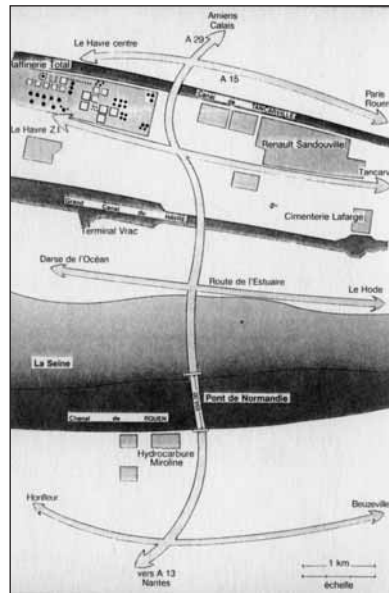 Amiens
Calais
Le Havre centre
A 29
Raffinerie Total
A 15
Paris
Rouen
Canal de TANCARVILLE
Le Havre Z.I.
Renault Sandouville
Tancarv
Grand Canal du Havre
Cimenterie Lafarge
Terminal Vrac
Darse de l'Océan
Route de l'Estuaire
Le Hode
La Seine
Pont de Normandie
Chenal de ROUEN
Hydrocarbure
Miroline
Honfleur
Beuzeville
vers A 13
Nantes
1 km
échelle